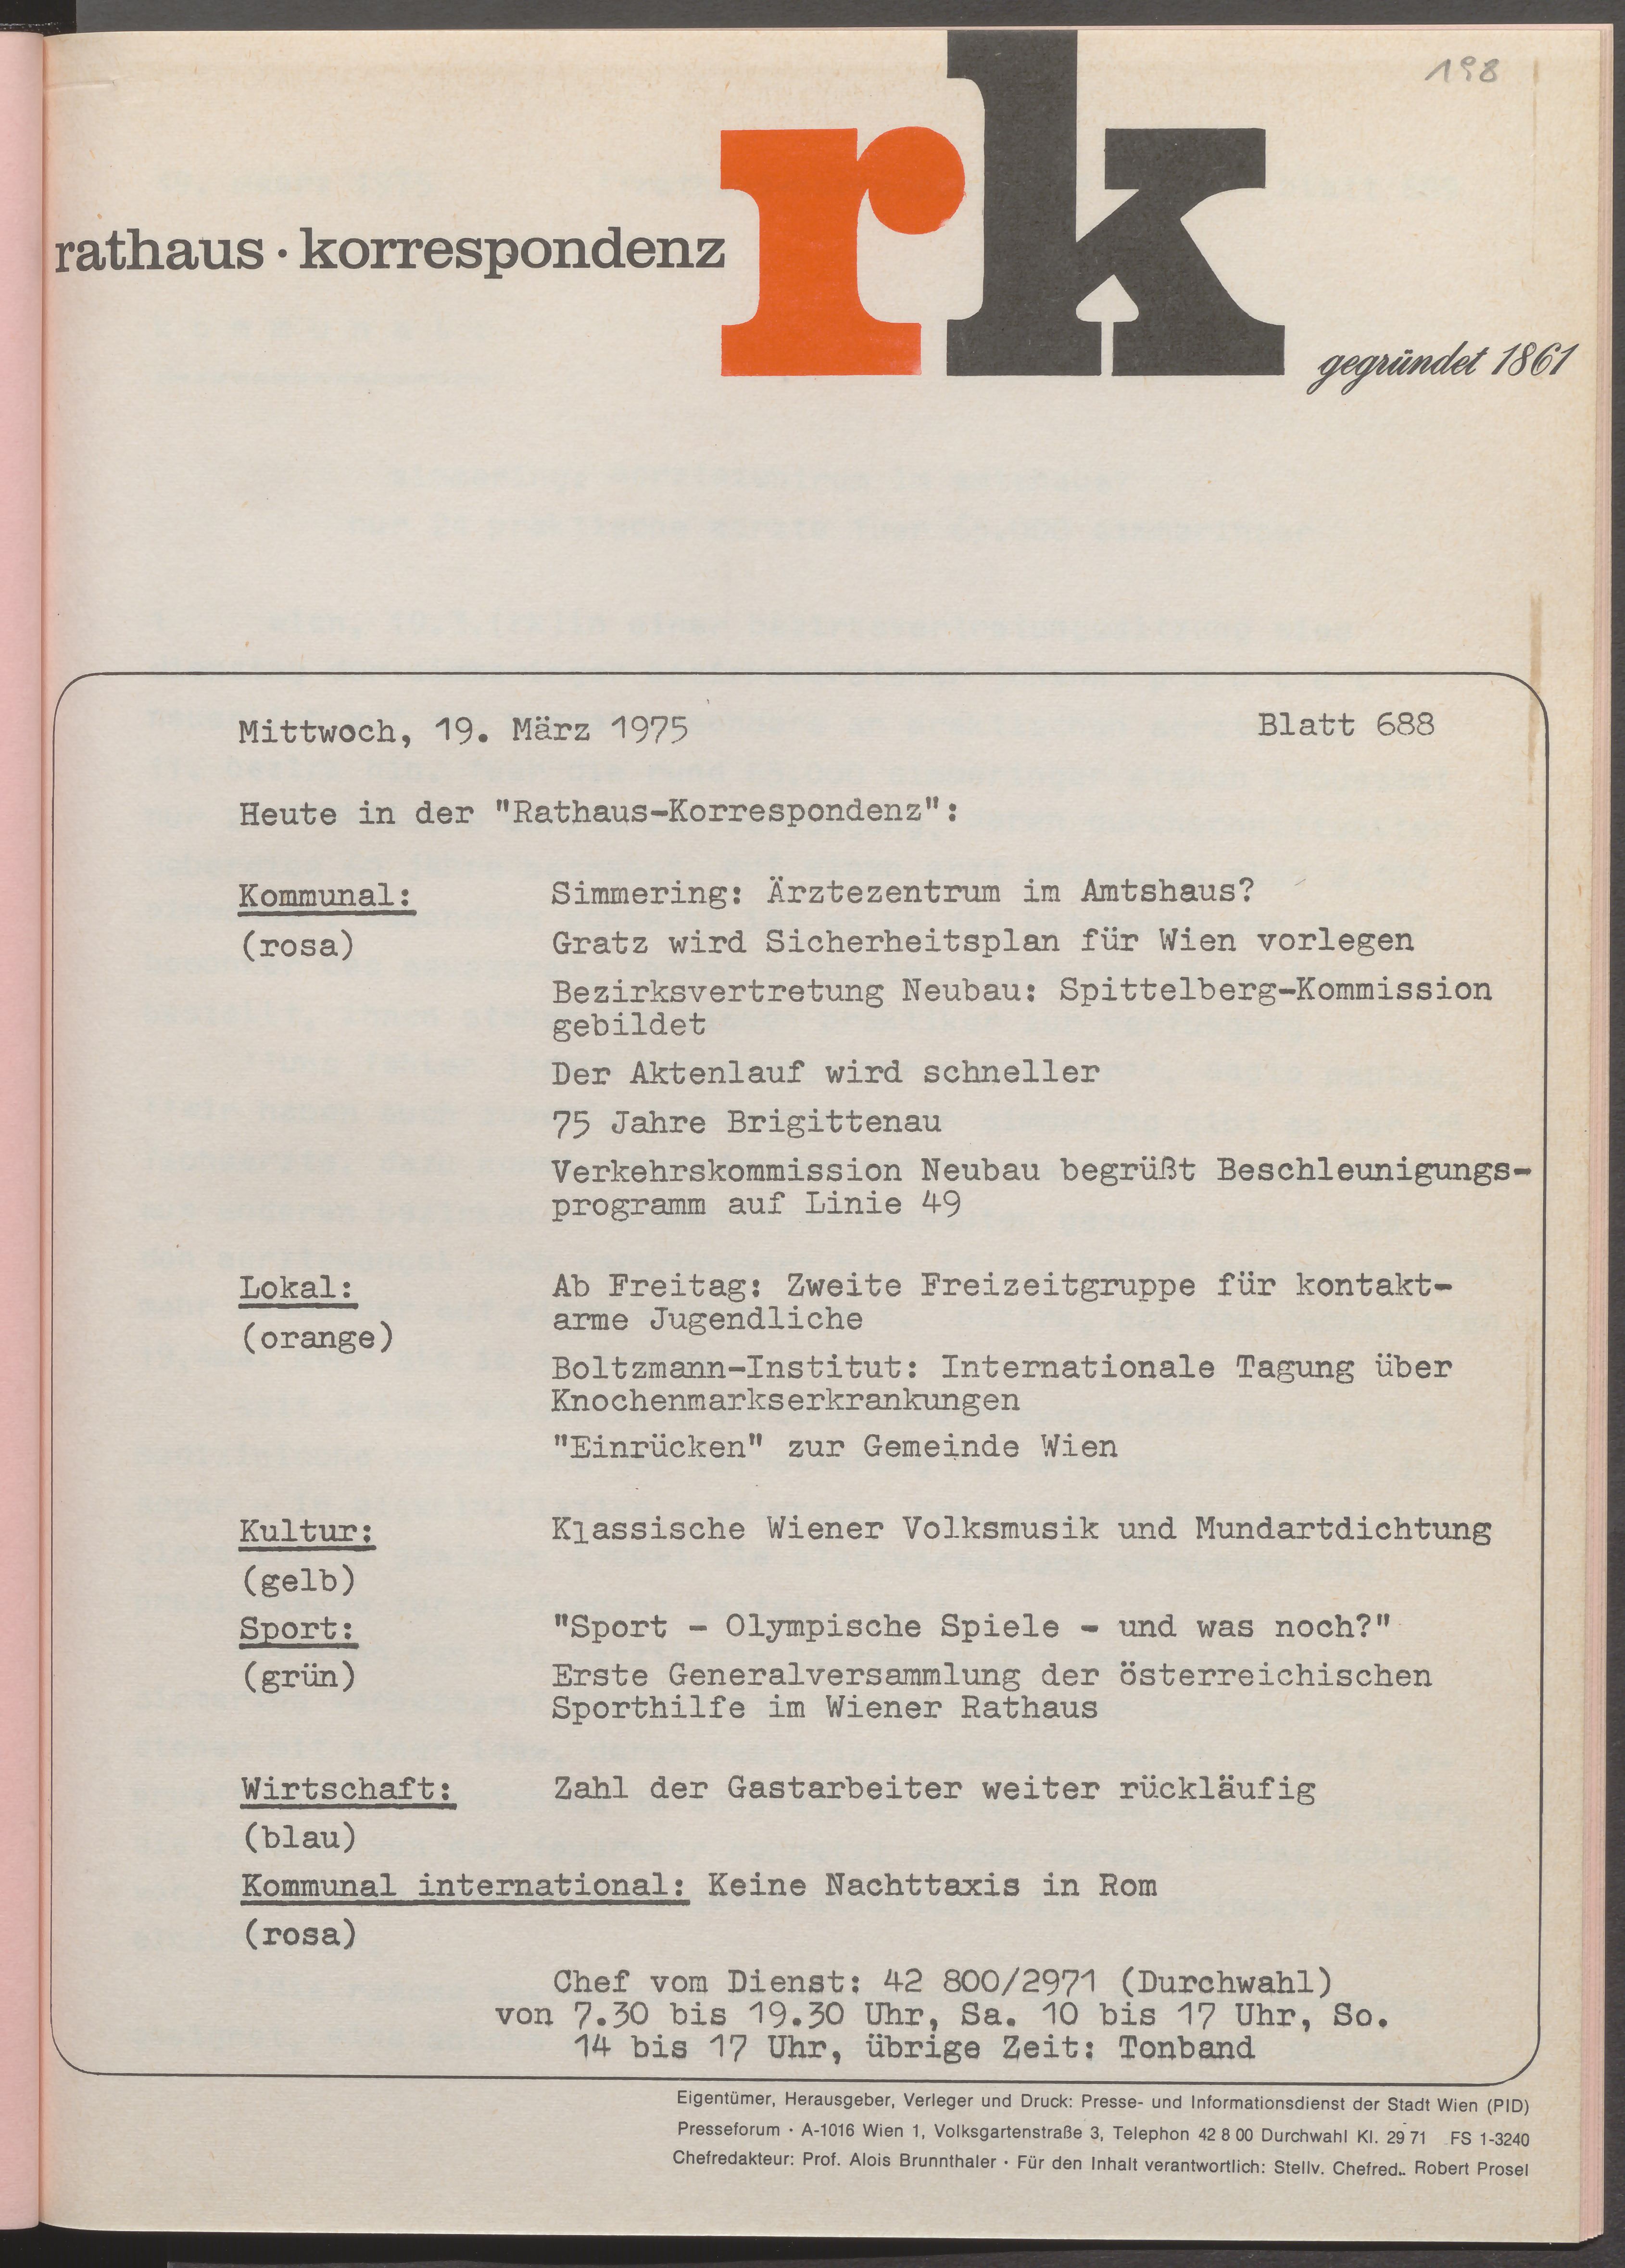 198
rk
rathaus · korrespondenz
gegründet 1861
Mittwoch, 19. März 1975 Blatt 688
Heute in der "Rathaus-Korrespondenz":
Kommunal: Simmering: Ärztezentrum im Amtshaus?
(rosa) Gratz wird Sicherheitsplan für Wien vorlegen
Bezirksvertretung Neubau: Spittelberg-Kommission
gebildet
Der Aktenlauf wird schneller
75 Jahre Brigittenau
Verkehrskommission Neubau begrüßt Beschleunigungs-
programm auf Linie 49
Lokal: Ab Freitag: Zweite Freizeitgruppe für kontakt-
arme Jugendliche
(orange)
Boltzmann-Institut: Internationale Tagung über
Knochenmarkserkrankungen
"Einrücken" zur Gemeinde Wien
Kultur: Klassische Wiener Volksmusik und Mundartdichtung
(gelb)
Sport: "Sport - Olympische Spiele - und was noch?"
(grün) Erste Generalversammlung der österreichischen
Sporthilfe im Wiener Rathaus
Wirtschaft: Zahl der Gastarbeiter weiter rückläufig
(blau)
Kommunal international: Keine Nachttaxis in Rom
(rosa)
Chef vom Dienst: 42 800/2971 (Durchwahl)
von 7.30 bis 19.30 Uhr, Sa. 10 bis 17 Uhr, So.
14 bis 17 Uhr, übrige Zeit: Tonband
Eigentümer, Herausgeber, Verleger und Druck: Presse- und Informationsdienst der Stadt Wien (PID)
Presseforum · A-1016 Wien 1, Volksgartenstraße 3, Telephon 42 8 00 Durchwahl Kl. 29 71 FS 1-3240
Chefredakteur: Prof. Alois Brunnthaler · Für den Inhalt verantwortlich: Stellv. Chefred.. Robert Prosel